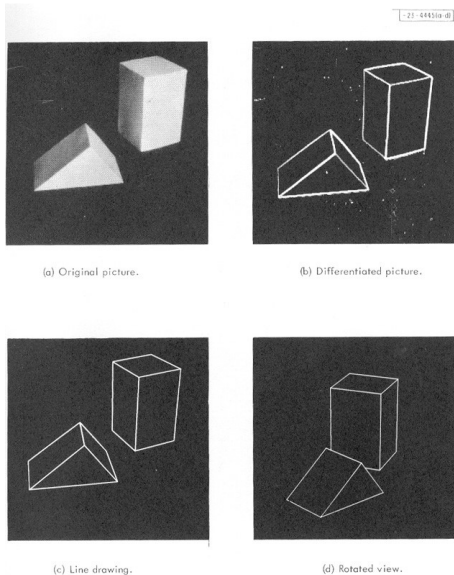 -23-4445(a-d)
(a) Original picture.
(b) Differentiated picture.
(c) Line drawing.
(d) Rotated view.